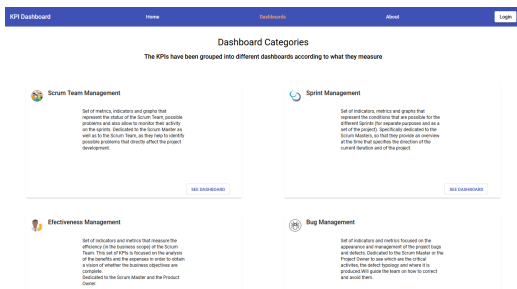 KPI Dashboard
Home
Dashboards
About
Login
Dashboard Categories
The KPIs have been grouped into different dashboards according to what they measure
Scrum Team Management
Set of metrics, indicators and graphs that
represent the status of the Scrum Team, possible
problems and also allow to monitor their activity
on the sprints. Dedicated to the Scrum Master as
well as to the Scrum Team, as they help to identify
possible problems that directly affect the project
development.
SEE DASHBOARD
Sprint Management
Set of indicators, metrics and graphs that
represent the conditions that are possible for the
different Sprints (for separate purposes and as a
set of the project). Specifically dedicated to the
Scrum Masters, so that they provide an overview
at the time that specifies the direction of the
current iteration and of the project.
SEE DASHBOARD
Efectiveness Management
Set of indicators and metrics that measure the
efficiency (in the business scope) of the Scrum
Team. This set of KPIs is focused on the analysis
of the benefits and the expenses in order to obtain
a vision of whether the business objectives are
complete.
Dedicated to the Scrum Master and the Product
Owner
Bug Management
Set of indicators and metrics focused on the
appearance and management of the project bugs
and defects. Dedicated to the Scrum Master or the
Project Owner to see which are the critical
activites, the defect typology and where it is
produced.Will guide the team on how to correct
and avoid them.